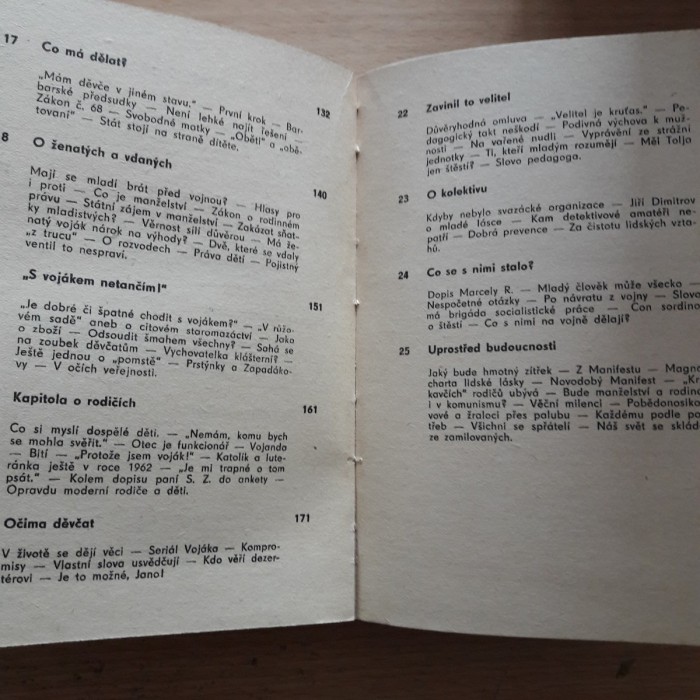 17 Co má dělat?
„Mám děvče v jiném stavu.“ — První krok — Bar-
barské předsudky — Není lehké najít řešení —
Zákon č. 68 — Svobodné matky — „Oběti“ a „obě-
tovaní“ — Stát stojí na straně dítěte.
132
8 O ženatých a vdaných
Mají se mladí brát před vojnou? — Hlasy pro
i proti — Co je manželství — Zákon o rodinném
právu — Státní zájem v manželství — Zakázat sňat-
ky mladistvých? — Věrnost sílí důvěrou — Má že-
natý voják nárok na výhody? — Dvě, které se vdaly
„z trucu“ — O rozvodech — Práva dětí — Pojistný
ventil to nespraví.
140
„S vojákem netančím!“
„Je dobré či špatné chodit s vojákem?“ — „V růžo-
vém sadě“ aneb o citovém staromazáctví — Jako
o zboží — Odsoudit šmahem všechny? — Sahá se
na zoubek děvčatům — Vychovatelka klášterní? —
Ještě jednou o „pomstě“ — Prstýnky a Zapadáko-
vy — V očích veřejnosti.
151
Kapitola o rodičích
Co si myslí dospělé děti. — „Nemám, komu bych
se mohla svěřit.“ — Otec je funkcionář — Vojanda
— Bití — „Protože jsem voják!“ — Katolík a lute-
ránka ještě v roce 1962 — „Je mi trapné o tom
psát.“ — Kolem dopisu paní S. Z. do ankety —
Opravdu moderní rodiče a děti.
161
Očima děvčat
V životě se dějí věci — Seriál Vojáka — Kompro-
misy — Vlastní slova usvědčují — Kdo věří dezer-
térovi — Je to možné, Jano!
171
22 Zavinil to velitel
Důvěryhodná omluva — „Velitel je kruťas.“ — Pe-
dagogický takt neškodí — Podivná výchova k muž-
nosti — Na vařené nudli — Vyprávění ze strážní
jednotky — Ti, kteří mladým rozumějí — Měl Tolja
jen štěstí? — Slovo pedagoga.
23 O kolektivu
Kdyby nebylo svazácké organizace — Jiří Dimitrov
o mladé lásce — Kam detektivové amatéři ne-
patří — Dobrá prevence — Za čistotu lidských vzta-
hů.
24 Co se s nimi stalo?
Dopis Marcely R. — Mladý člověk může všecko —
Nespočetné otázky — Po návratu z vojny — Slovo
má brigáda socialistické práce — Con sordino
o štěstí — Co s nimi na vojně dělají?
25 Uprostřed budoucnosti
Jaký bude hmotný zítřek — Z Manifestu — Magna
charta lidské lásky — Novodobý Manifest — „Kr
kavčích“ rodičů ubývá — Bude manželství a rodina
i v komunismu? — Věční milenci — Pobědonosíka
vové a žraloci přes palubu — Každému podle po
třeb — Všichni se spřátelí — Náš svět se sklád
ze zamilovaných.